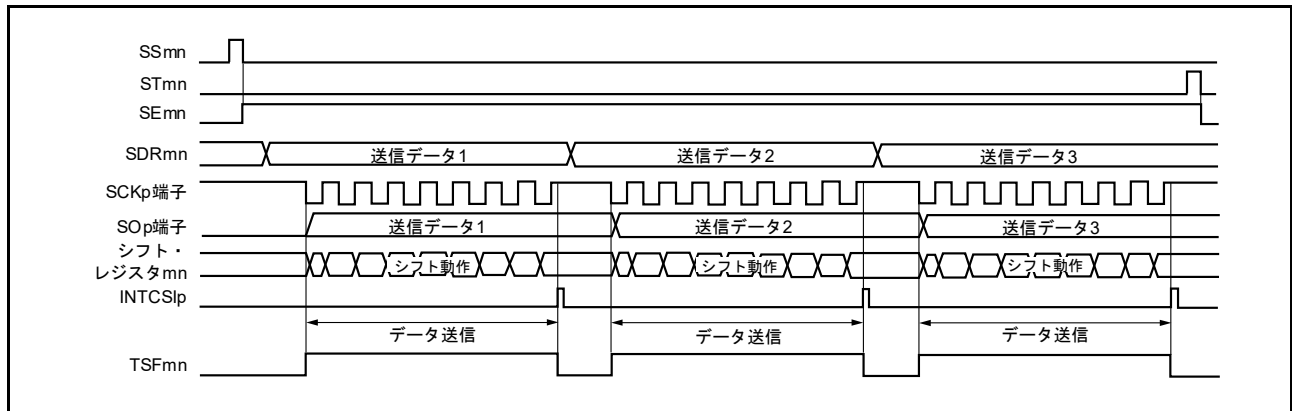 SSmn
STmn
SEmn
SDRmn 送信データ1 送信データ2 送信データ3
SCKp端子
SOp端子 送信データ1 送信データ2 送信データ3
シフト・
レジスタmn シフト動作 シフト動作 シフト動作
INTCSIp
データ送信 データ送信 データ送信
TSFmn